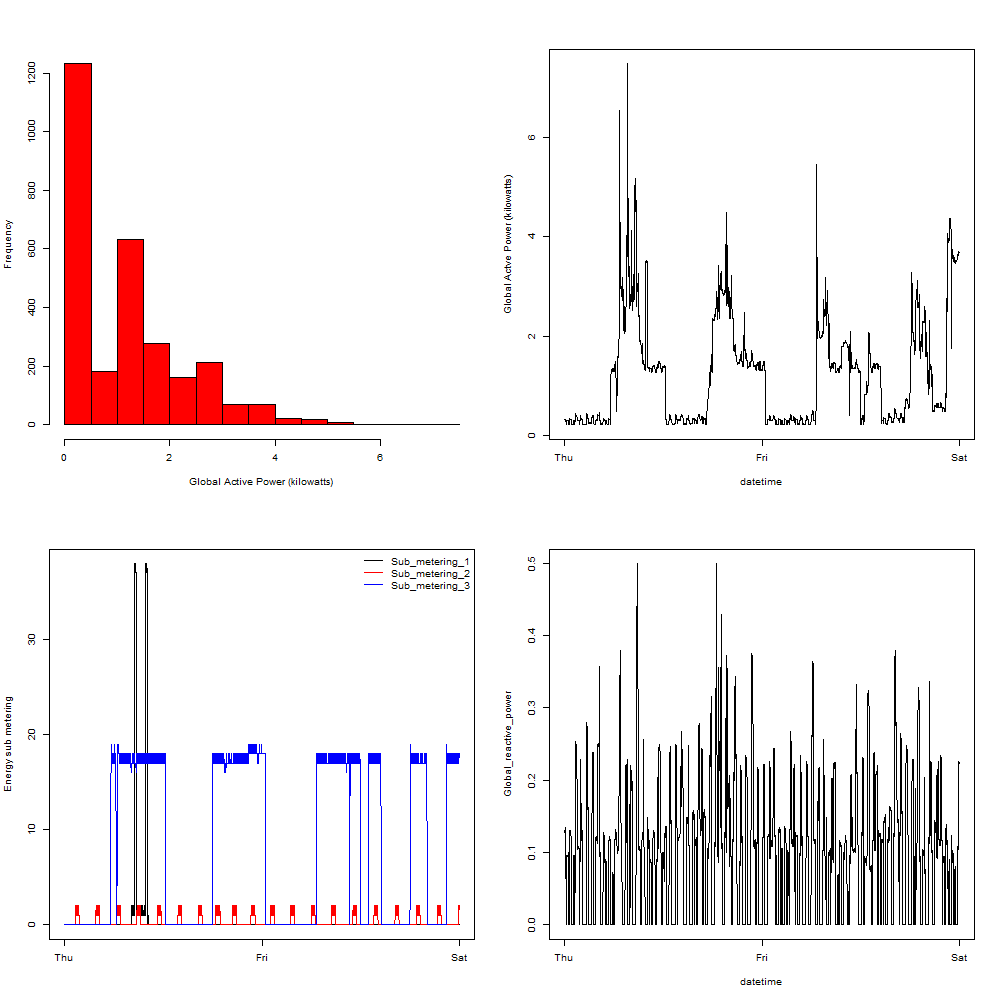 Frequency
0 200 400 600 800 1000 1200
0 2 4 6
Global Active Power (kilowatts)
Global Active Power (kilowatts)
0 2 4 6
Thu Fri Sat
datetime
Energy sub metering
0 10 20 30
Sub_metering_1
Sub_metering_2
Sub_metering_3
Thu Fri Sat
Global_reactive_power
0.0 0.1 0.2 0.3 0.4 0.5
Thu Fri Sat
datetime